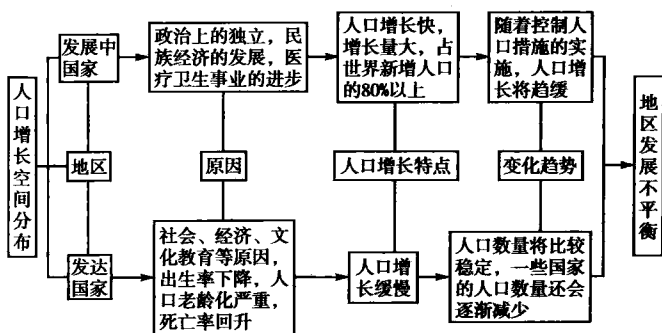 人口增长空间分布
发展中
国家
地区
发达
国家
政治上的独立，民
族经济的发展，医
疗卫生事业的进步
原因
社会、经济、文
化教育等原因，
出生率下降，人
口老龄化严重，
死亡率回升
人口增长快，
增长量大，占
世界新增人口
的80%以上
人口增长特点
人口增
长缓慢
随着控制人
口措施的实
施，人口增
长将趋缓
变化趋势
人口数量将比较
稳定，一些国家
的人口数量还会
逐渐减少
地区发展不平衡